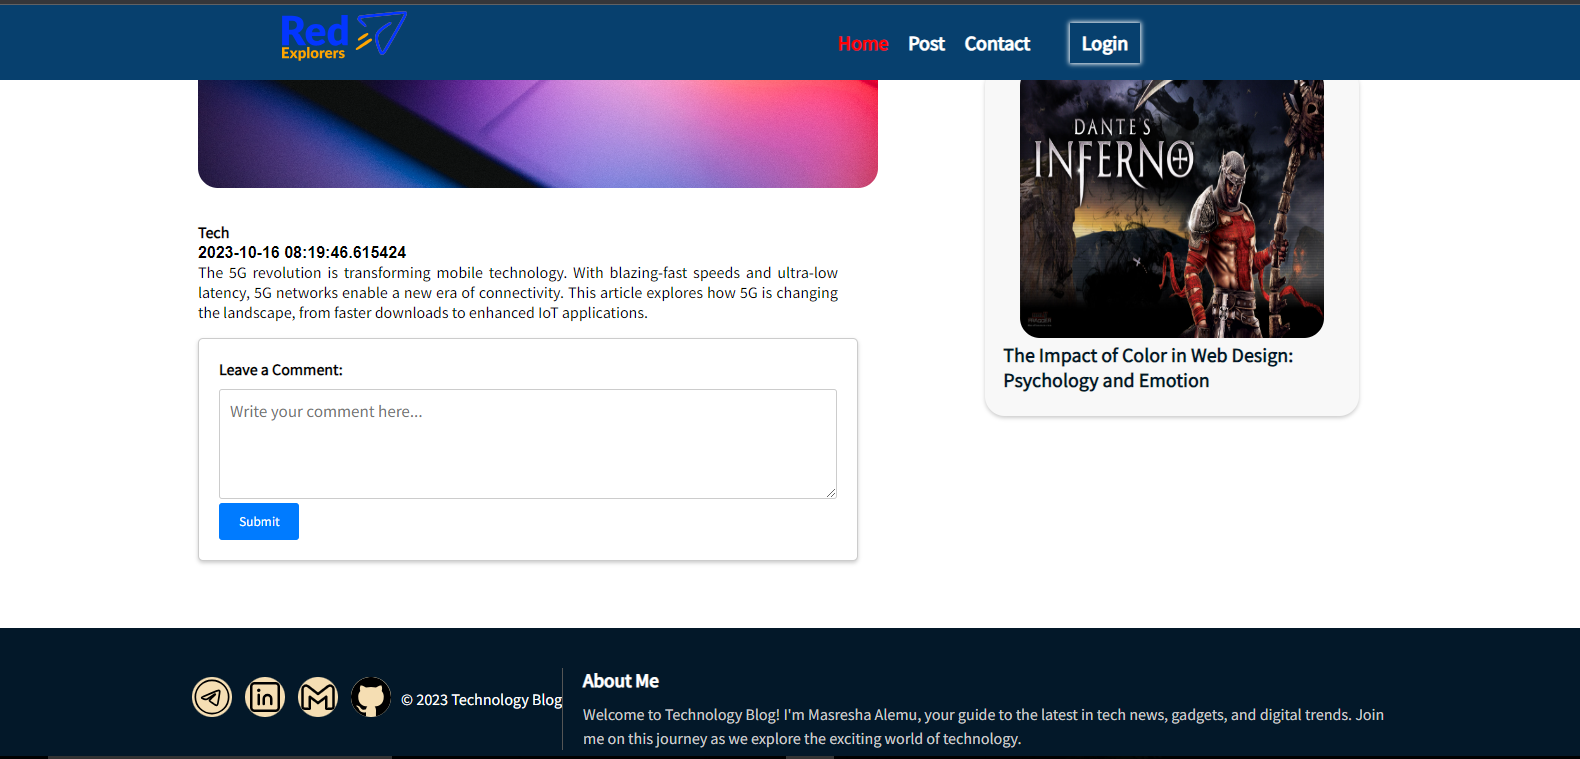 Red
Explorers
Home Post Contact Login
DANTE'S
INFERNO
Tech
2023-10-16 08:19:46.615424
The 5G revolution is transforming mobile technology. With blazing-fast speeds and ultra-low
latency, 5G networks enable a new era of connectivity. This article explores how 5G is changing
the landscape, from faster downloads to enhanced IoT applications.
The Impact of Color in Web Design:
Psychology and Emotion
Leave a Comment:
Write your comment here...
Submit
© 2023 Technology Blog
About Me
Welcome to Technology Blog! I'm Masresha Alemu, your guide to the latest in tech news, gadgets, and digital trends. Join
me on this journey as we explore the exciting world of technology.